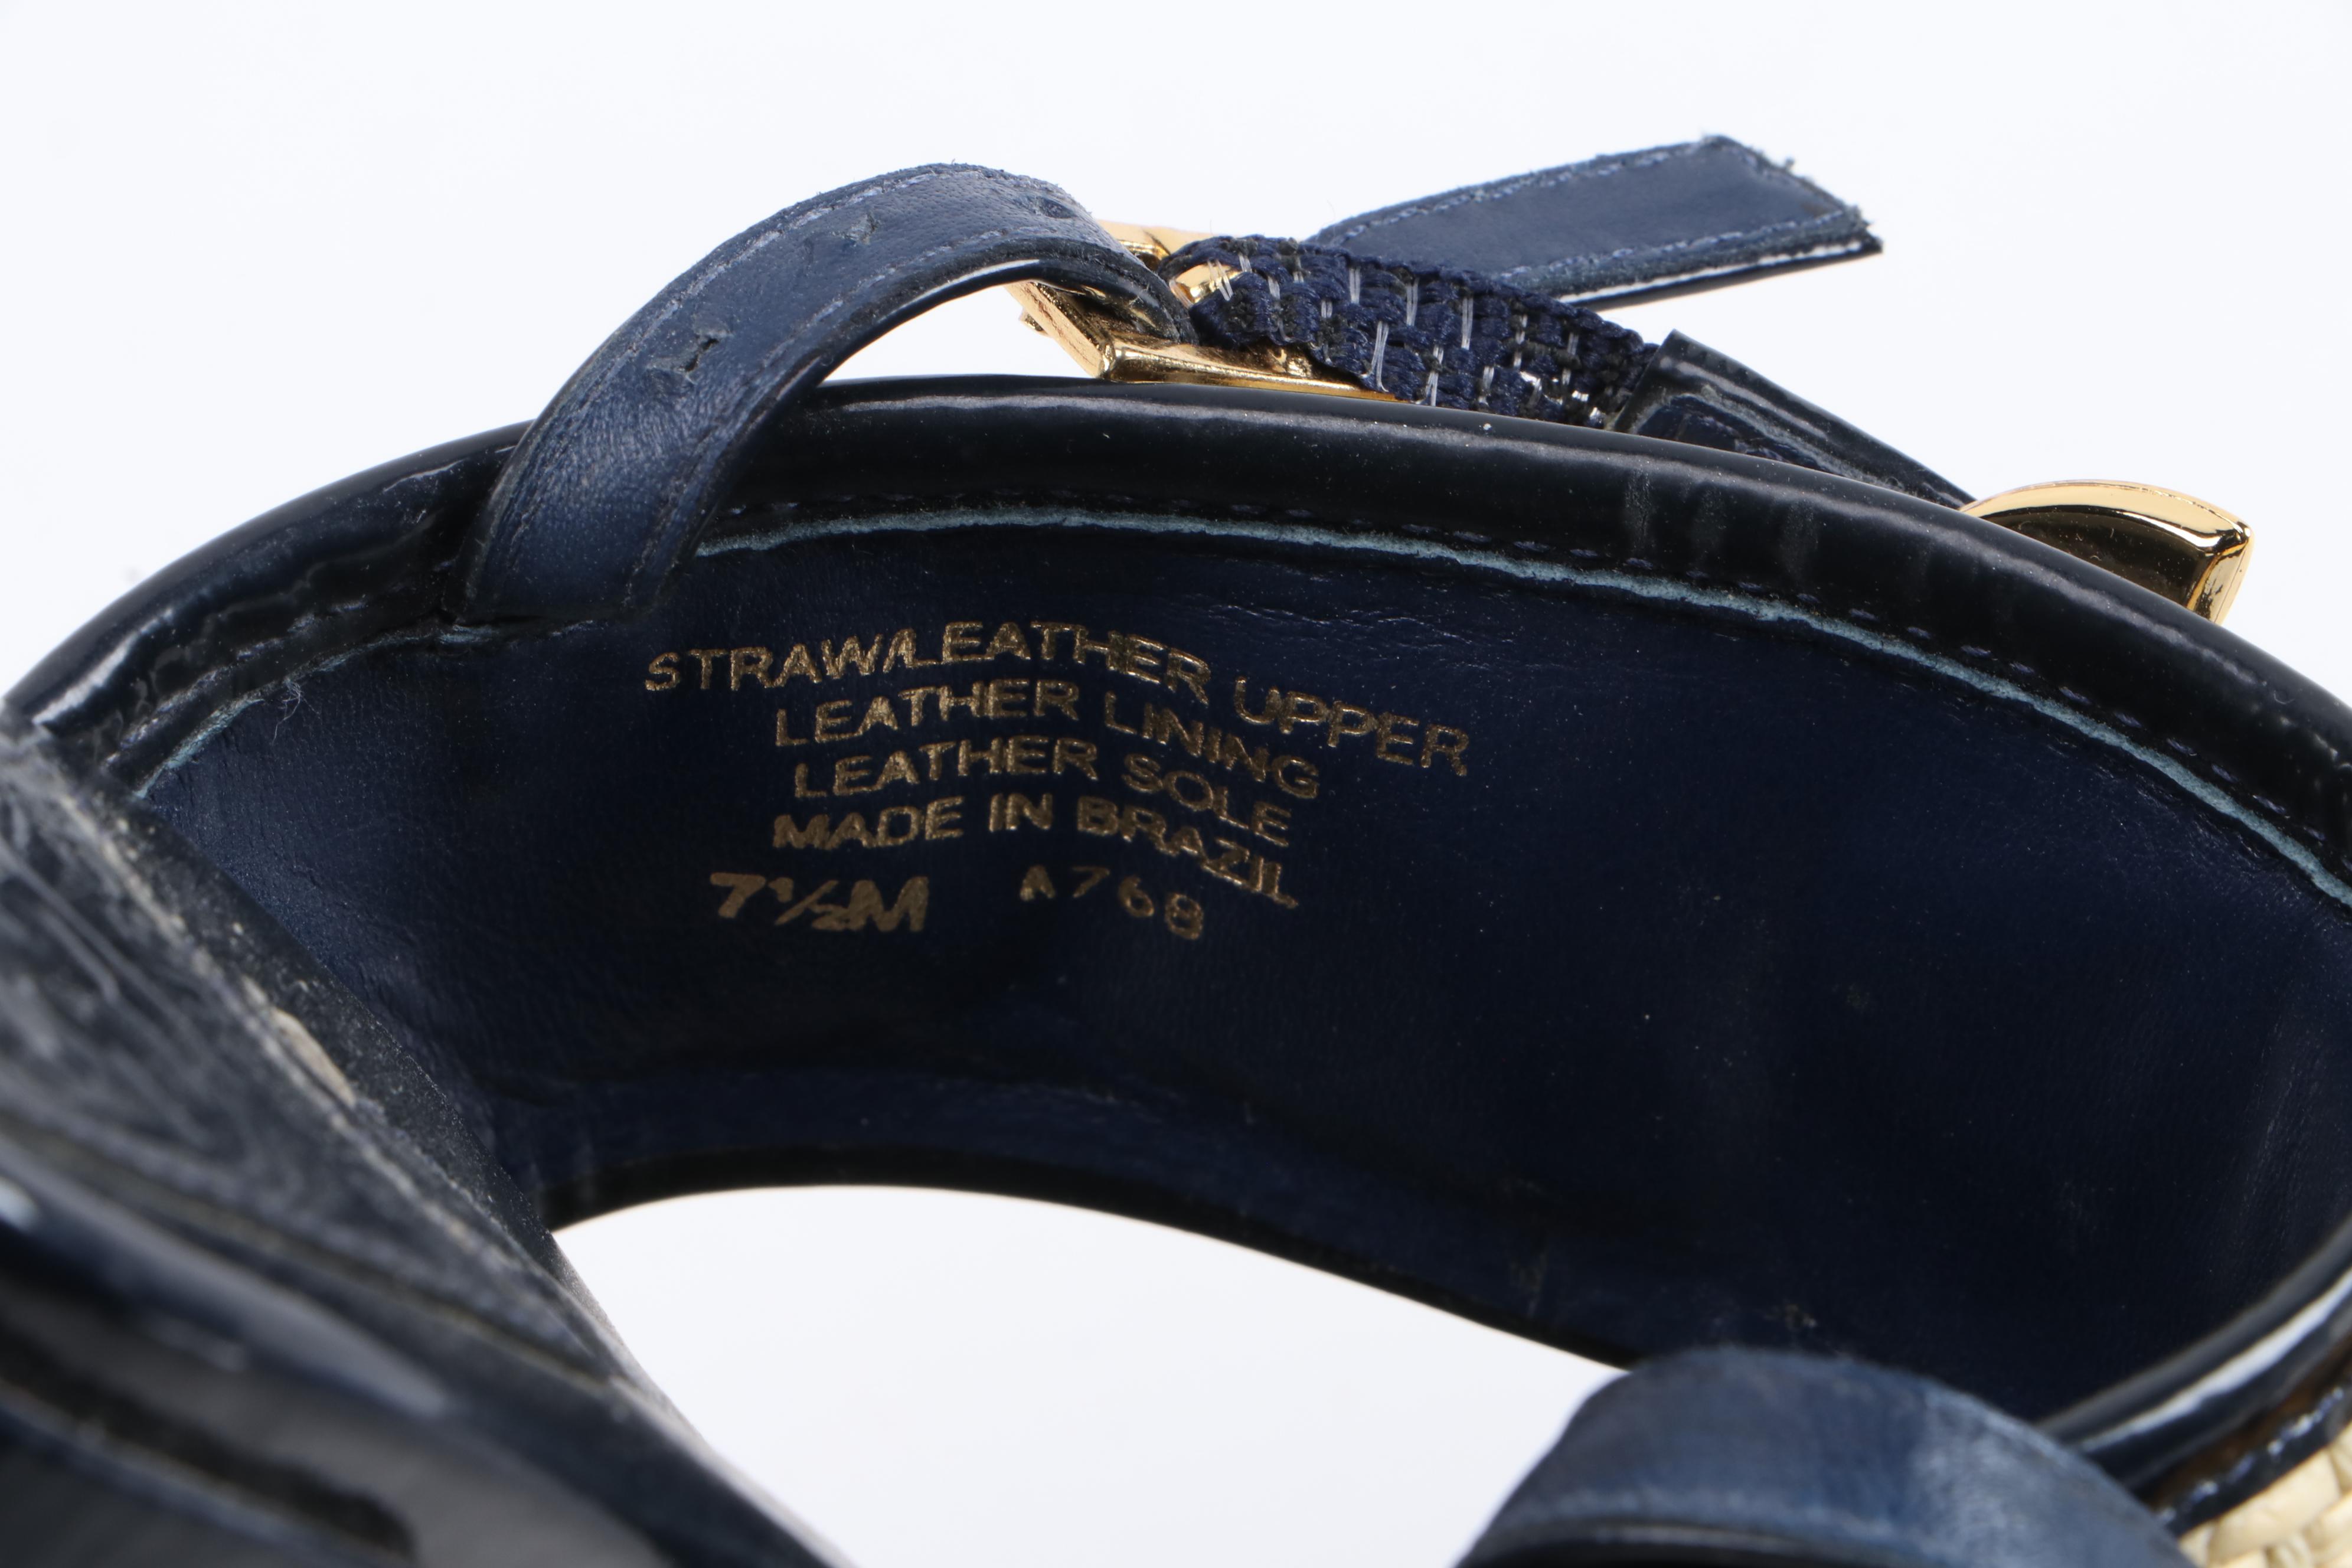 STRAW/LEATHER UPPER
LEATHER LINING
LEATHER SOLE
MADE IN BRAZIL
7½M A768